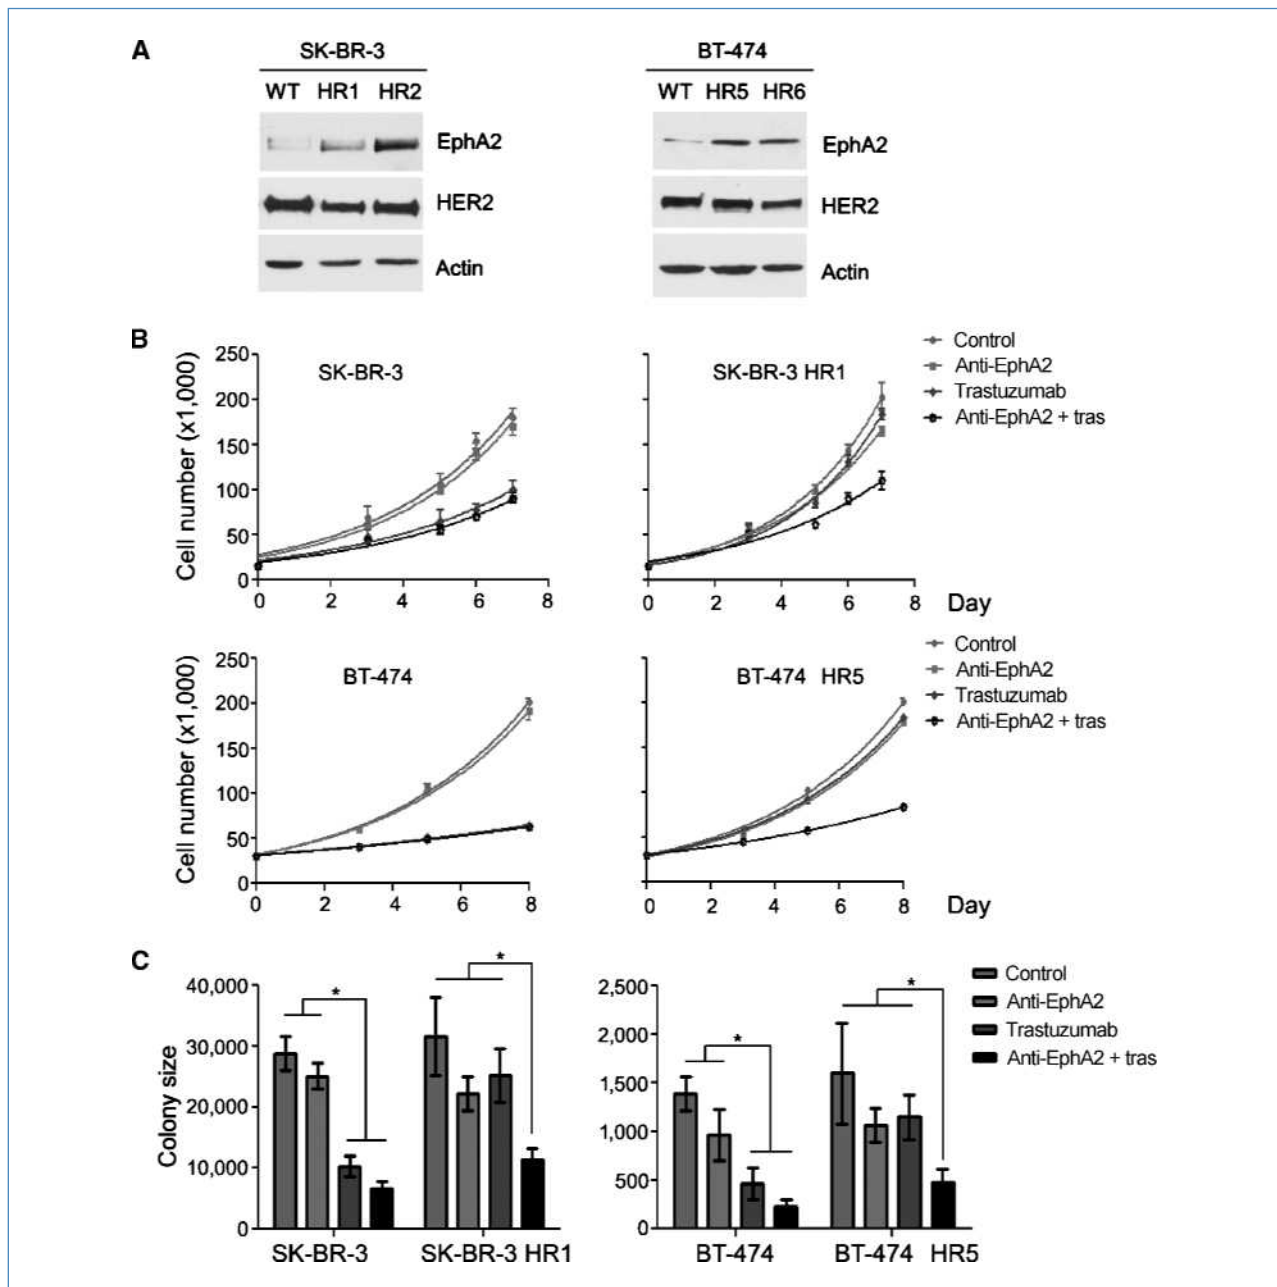 A
SK-BR-3
BT-474
WT HR1 HR2
WT HR5 HR6
EphA2
EphA2
HER2
HER2
Actin
Actin
B
Cell number (x1,000)
250
200
150
100
50
0
SK-BR-3
0 2 4 6 8
SK-BR-3 HR1
0 2 4 6 8 Day
Control
Anti-EphA2
Trastuzumab
Anti-EphA2 + tras
Cell number (x1,000)
250
200
150
100
50
0
BT-474
0 2 4 6 8
BT-474 HR5
0 2 4 6 8 Day
Control
Anti-EphA2
Trastuzumab
Anti-EphA2 + tras
C
Colony size
40,000
30,000
20,000
10,000
0
*
*
SK-BR-3 SK-BR-3 HR1
2,500
2,000
1,500
1,000
500
0
*
*
BT-474 BT-474 HR5
Control
Anti-EphA2
Trastuzumab
Anti-EphA2 + tras